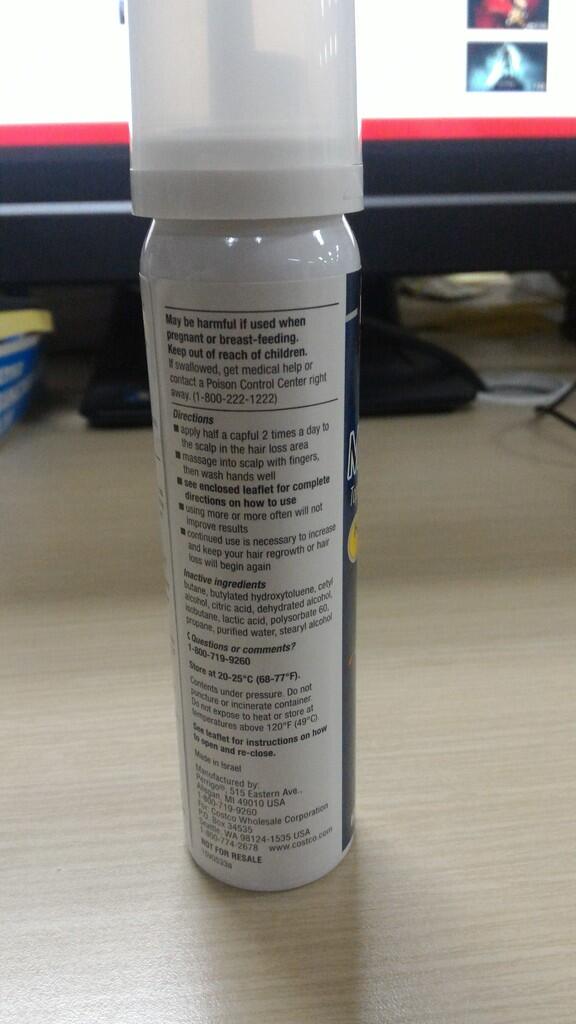 May be harmful if used when
pregnant or breast-feeding.
Keep out of reach of children.
If swallowed, get medical help or
contact a Poison Control Center right
away. (1-800-222-1222)
Directions
■ apply half a capful 2 times a day to
the scalp in the hair loss area
■ massage into scalp with fingers,
then wash hands well
■ see enclosed leaflet for complete
directions on how to use
■ using more or more often will not
improve results
■ continued use is necessary to increase
and keep your hair regrowth or hair
loss will begin again
Inactive ingredients
butane, butylated hydroxytoluene, cetyl
alcohol, citric acid, dehydrated alcohol,
isobutane, lactic acid, polysorbate 60,
propane, purified water, stearyl alcohol
Questions or comments?
1-800-719-9260
Store at 20-25°C (68-77°F).
Contents under pressure. Do not
puncture or incinerate container.
Do not expose to heat or store at
temperatures above 120°F (49°C).
See leaflet for instructions on how
to open and re-close.
Made in Israel
Manufactured by:
Perrigo®, 515 Eastern Ave.,
Allegan, MI 49010 USA
1-800-719-9260
For: Costco Wholesale Corporation
P.O. Box 34535
Seattle, WA 98124-1535 USA
1-800-774-2678 www.costco.com
NOT FOR RESALE